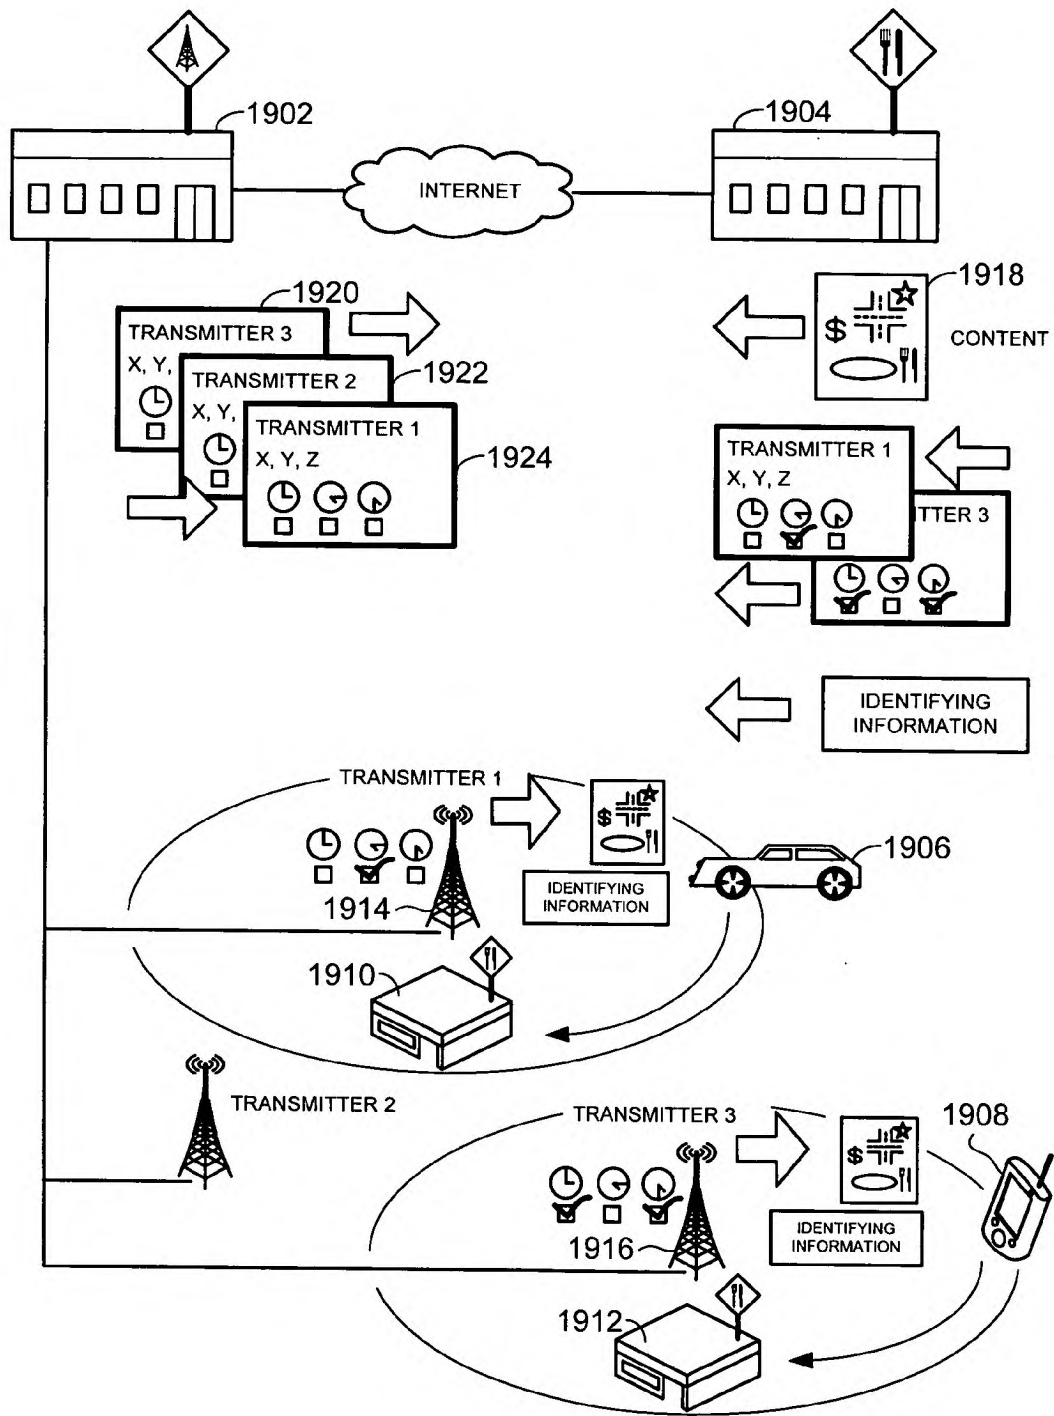 1902
1904
INTERNET
1918
CONTENT
1920
TRANSMITTER 3
X, Y,
1922
TRANSMITTER 2
X, Y,
TRANSMITTER 1
X, Y, Z
1924
TRANSMITTER 1
X, Y, Z
TTER 3
IDENTIFYING
INFORMATION
TRANSMITTER 1
$
$
1906
IDENTIFYING
INFORMATION
1914
1910
TRANSMITTER 2
TRANSMITTER 3
1908
$
IDENTIFYING
INFORMATION
1916
1912